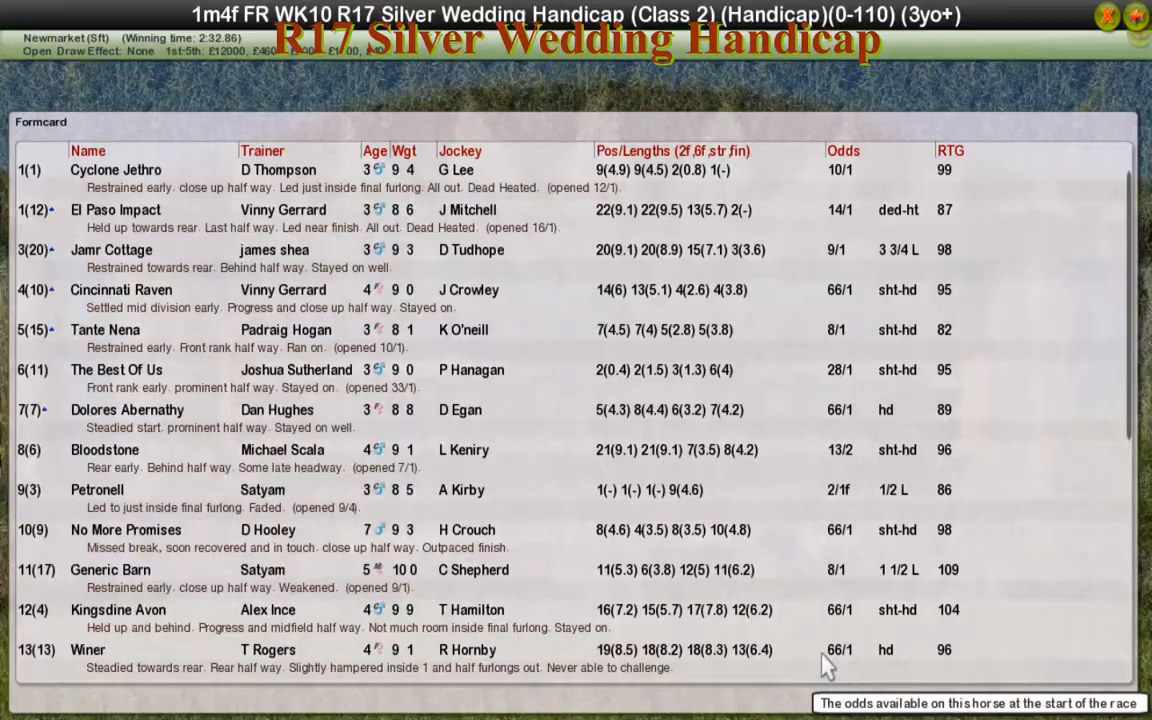 1m4f FR WK10 R17 Silver Wedding Handicap (Class 2) (Handicap)(0-110) (3yo+)
R17 Silver Wedding Handicap
Newmarket(Sft) (Winning time: 2:32.86)
Open Draw Effect: None 1st-5th: £12000,
Formcard
Name Trainer Age Wgt Jockey Pos/Lengths (2f,6f,str,fin) Odds RTG
1(1) Cyclone Jethro D Thompson 3 9 4 G Lee 9(4.9) 9(4.5) 2(0.8) 1(-) 10/1 99
Restrained early. close up half way. Led just inside final furlong. All out. Dead Heated. (opened 12/1).
1(12) El Paso Impact Vinny Gerrard 3 8 6 J Mitchell 22(9.1) 22(9.5) 13(5.7) 2(-) 14/1 ded-ht 87
Held up towards rear. Last half way. Led near finish. All out. Dead Heated. (opened 16/1).
3(20) Jamr Cottage james shea 3 9 3 D Tudhope 20(9.1) 20(8.9) 15(7.1) 3(3.6) 9/1 3 3/4 L 98
Restrained towards rear. Behind half way. Stayed on well.
4(10) Cincinnati Raven Vinny Gerrard 4 9 0 J Crowley 14(6) 13(5.1) 4(2.6) 4(3.8) 66/1 sht-hd 95
Settled mid division early. Progress and close up half way. Stayed on.
5(15) Tante Nena Padraig Hogan 3 8 1 K O'neill 7(4.5) 7(4) 5(2.8) 5(3.8) 8/1 sht-hd 82
Restrained early. Front rank half way. Ran on. (opened 10/1).
6(11) The Best Of Us Joshua Sutherland 3 9 0 P Hanagan 2(0.4) 2(1.5) 3(1.3) 6(4) 28/1 sht-hd 95
Front rank early. prominent half way. Stayed on. (opened 33/1).
7(7) Dolores Abernathy Dan Hughes 3 8 8 D Egan 5(4.3) 8(4.4) 6(3.2) 7(4.2) 66/1 hd 89
Steadied start. prominent half way. Stayed on well.
8(6) Bloodstone Michael Scala 4 9 1 L Keniry 21(9.1) 21(9.1) 7(3.5) 8(4.2) 13/2 sht-hd 96
Rear early. Behind half way. Some late headway. (opened 7/1).
9(3) Petronell Satyam 3 8 5 A Kirby 1(-) 1(-) 1(-) 9(4.6) 2/1f 1/2 L 86
Led to just inside final furlong. Faded. (opened 9/4).
10(9) No More Promises D Hooley 7 9 3 H Crouch 8(4.6) 4(3.5) 8(3.5) 10(4.8) 66/1 sht-hd 98
Missed break, soon recovered and in touch. close up half way. Outpaced finish.
11(17) Generic Barn Satyam 5 10 0 C Shepherd 11(5.3) 6(3.8) 12(5) 11(6.2) 8/1 1 1/2 L 109
Restrained early. close up half way. Weakened. (opened 9/1).
12(4) Kingsdine Avon Alex Ince 4 9 9 T Hamilton 16(7.2) 15(5.7) 17(7.8) 12(6.2) 66/1 sht-hd 104
Held up and behind. Progress and midfield half way. Not much room inside final furlong. Stayed on.
13(13) Winer T Rogers 4 9 1 R Hornby 19(8.5) 18(8.2) 18(8.3) 13(6.4) 66/1 hd 96
Steadied towards rear. Rear half way. Slightly hampered inside 1 and half furlongs out. Never able to challenge.
The odds available on this horse at the start of the race